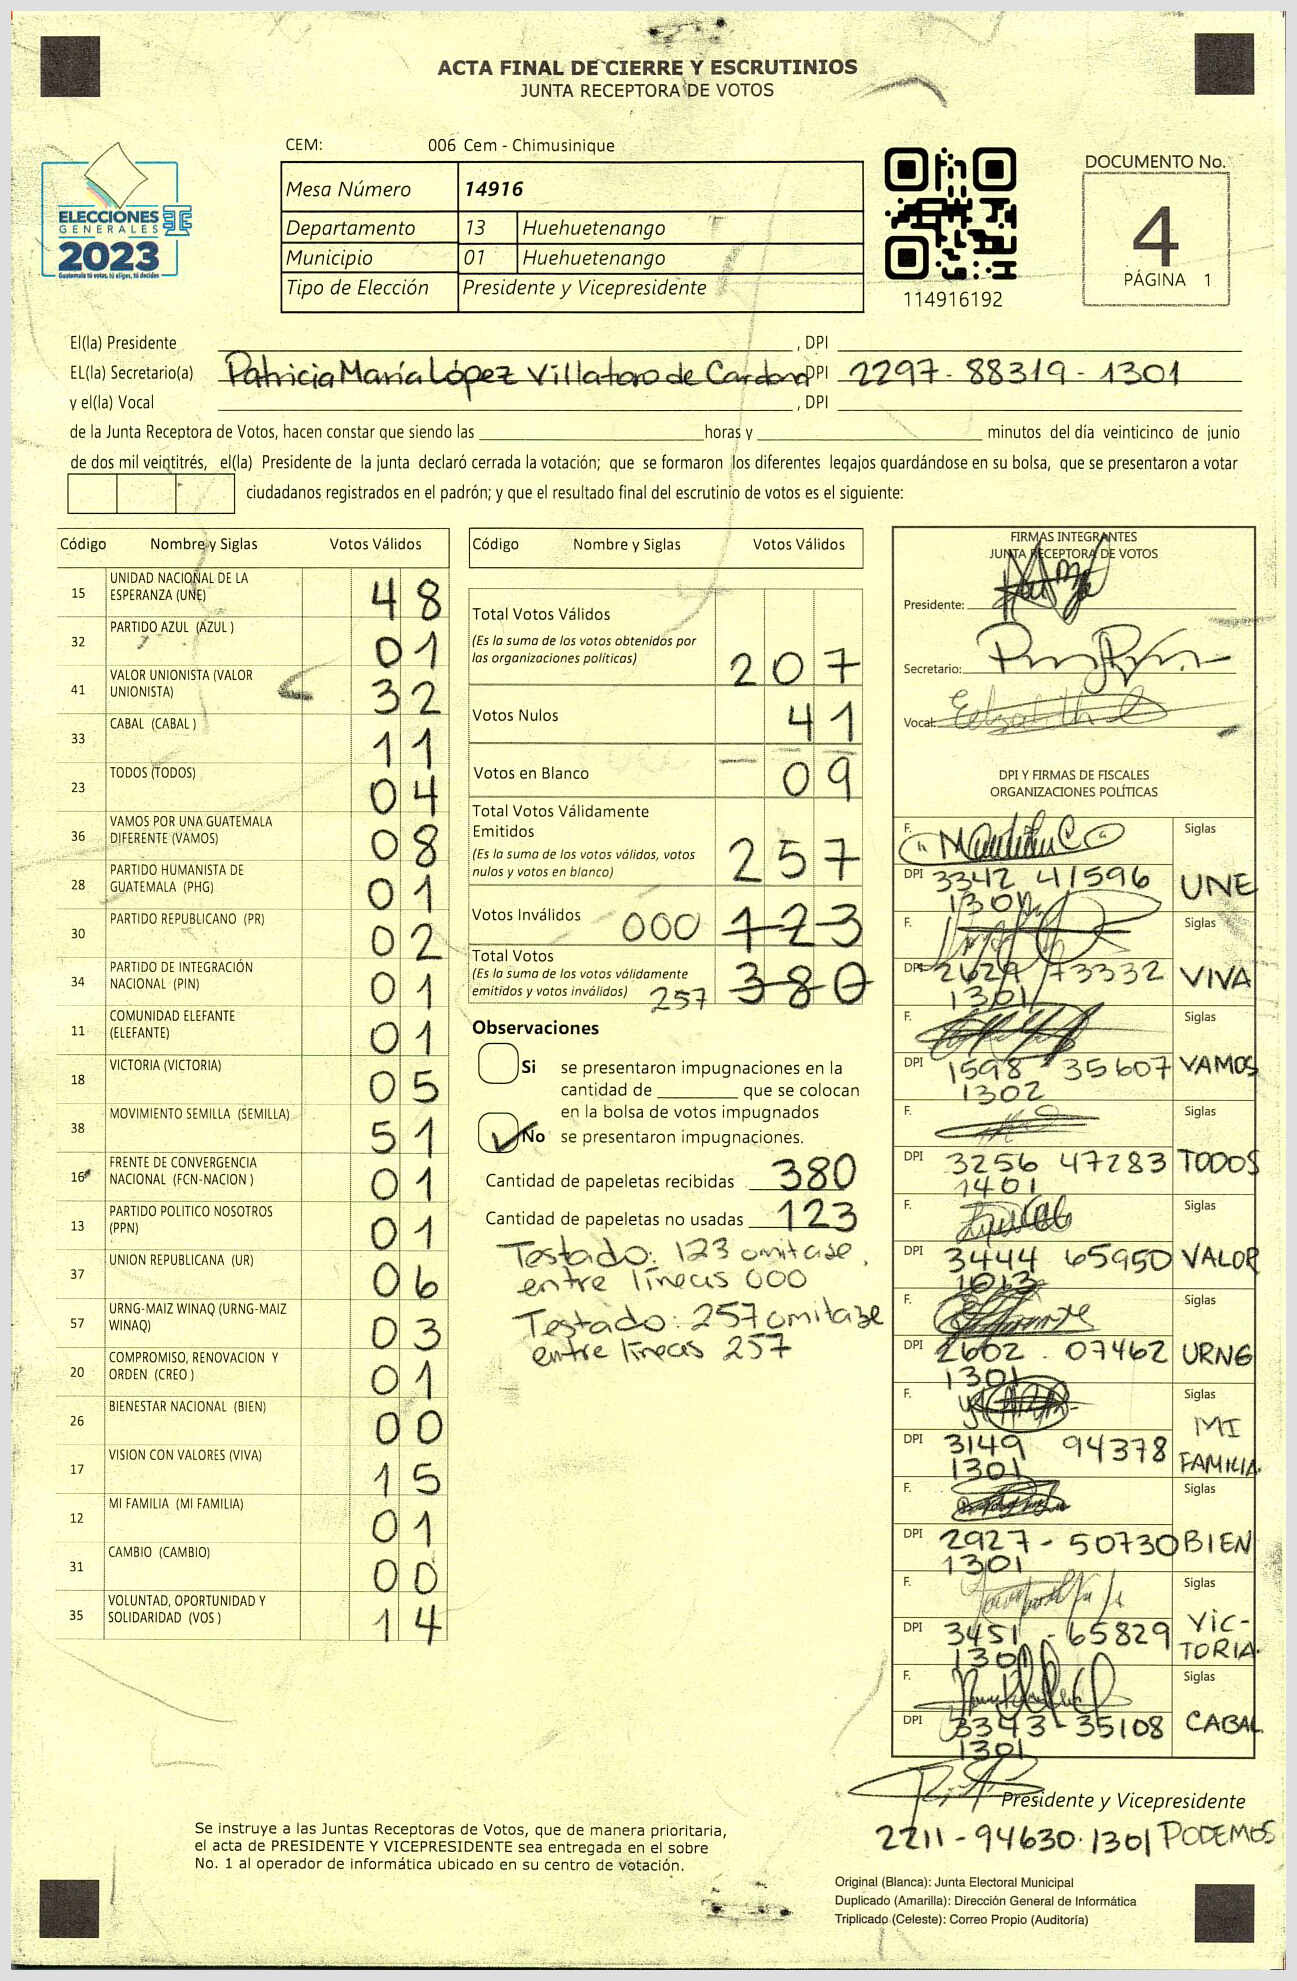 ACTA FINAL DE CIERRE Y ESCRUTINIOS
JUNTA RECEPTORA DE VOTOS
CEM: 006 Cem - Chimusinique
ELECCIONES
GENERALES
2023
Guatemala tú votas, tú eliges, tú decides
Mesa Número 14916
Departamento 13 Huehuetenango
Municipio 01 Huehuetenango
Tipo de Elección Presidente y Vicepresidente
114916192
DOCUMENTO No.
4
PÁGINA 1
El(la) Presidente , DPI
EL(la) Secretario(a) Patricia María López Villatoro de Cardona DPI 2297-88319-1301
y el(la) Vocal , DPI
de la Junta Receptora de Votos, hacen constar que siendo las horas y minutos del día veinticinco de junio
de dos mil veintitrés, el(la) Presidente de la junta declaró cerrada la votación; que se formaron los diferentes legajos quardándose en su bolsa, que se presentaron a votar
ciudadanos registrados en el padrón; y que el resultado final del escrutinio de votos es el siguiente:
Código Nombre y Siglas Votos Válidos
15 UNIDAD NACIONAL DE LA ESPERANZA (UNE) 48
32 PARTIDO AZUL (AZUL ) 01
41 VALOR UNIONISTA (VALOR UNIONISTA) 32
33 CABAL (CABAL ) 11
23 TODOS (TODOS) 04
36 VAMOS POR UNA GUATEMALA DIFERENTE (VAMOS) 08
28 PARTIDO HUMANISTA DE GUATEMALA (PHG) 01
30 PARTIDO REPUBLICANO (PR) 02
34 PARTIDO DE INTEGRACIÓN NACIONAL (PIN) 01
11 COMUNIDAD ELEFANTE (ELEFANTE) 01
18 VICTORIA (VICTORIA) 05
38 MOVIMIENTO SEMILLA (SEMILLA) 51
16 FRENTE DE CONVERGENCIA NACIONAL (FCN-NACION ) 01
13 PARTIDO POLITICO NOSOTROS (PPN) 01
37 UNION REPUBLICANA (UR) 06
57 URNG-MAIZ WINAQ (URNG-MAIZ WINAQ) 03
20 COMPROMISO, RENOVACION Y ORDEN (CREO ) 01
26 BIENESTAR NACIONAL (BIEN) 00
17 VISION CON VALORES (VIVA) 15
12 MI FAMILIA (MI FAMILIA) 01
31 CAMBIO (CAMBIO) 00
35 VOLUNTAD, OPORTUNIDAD Y SOLIDARIDAD (VOS ) 14
Código Nombre y Siglas Votos Válidos
Total Votos Válidos
(Es la suma de los votos obtenidos por
las organizaciones políticas) 207
Votos Nulos 41
Votos en Blanco 09
Total Votos Válidamente
Emitidos
(Es la suma de los votos válidos, votos
nulos y votos en blanco) 257
Votos Inválidos 000 123
Total Votos
(Es la suma de los votos válidamente
emitidos y votos inválidos) 257 380
Observaciones
Si se presentaron impugnaciones en la
cantidad de que se colocan
en la bolsa de votos impugnados
No se presentaron impugnaciones.
Cantidad de papeletas recibidas 380
Cantidad de papeletas no usadas 123
Testado: 123 omitase,
entre líneas 000
Testado: 257 omitaze
entre líneas 257
FIRMAS INTEGRANTES
JUNTA RECEPTORA DE VOTOS
Presidente:
Secretario:
Vocal:
DPI Y FIRMAS DE FISCALES
ORGANIZACIONES POLÍTICAS
F. Siglas
DPI 3342 41596 UNE
1301
F. Siglas
DPI 2629 73332 VIVA
1301
F. Siglas
DPI 1598 35607 VAMOS
1302
F. Siglas
DPI 3256 47283 TODOS
1401
F. Siglas
DPI 3444 65950 VALOR
1013
F. Siglas
DPI 2602 - 07462 URNG
1301
F. Siglas
MI
DPI 3149 94378 FAMILIA.
1301
F. Siglas
DPI 2927-50730 BIEN
1301
F. Siglas
DPI 3451-65829 VIC-
1301 TORIA.
F. Siglas
DPI 3343-35108 CABAL
1301
Presidente y Vicepresidente
2211-94630-1301 PODEMOS
Se instruye a las Juntas Receptoras de Votos, que de manera prioritaria,
el acta de PRESIDENTE Y VICEPRESIDENTE sea entregada en el sobre
No. 1 al operador de informática ubicado en su centro de votación.
Original (Blanca): Junta Electoral Municipal
Duplicado (Amarilla): Dirección General de Informática
Triplicado (Celeste): Correo Propio (Auditoría)